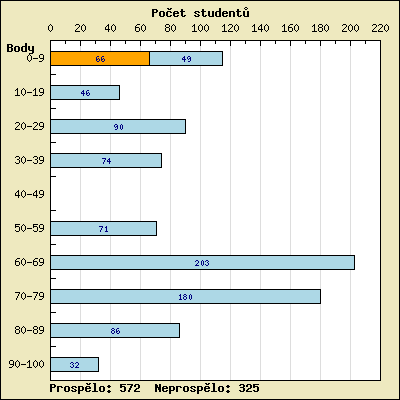 Počet studentů
0 20 40 60 80 100 120 140 160 180 200 220
Body
0-9 66 49
10-19 46
20-29 90
30-39 74
40-49
50-59 71
60-69 203
70-79 180
80-89 86
90-100 32
Prospělo: 572 Neprospělo: 325